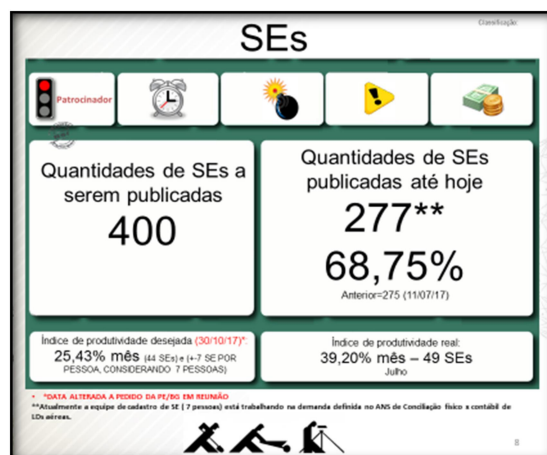 Classificação
SEs
Patrocinador
Quantidades de SEs a
serem publicadas
400
Quantidades de SEs
publicadas até hoje
277**
68,75%
Anterior=275 (11/07/17)
Índice de produtividade desejada (30/10/17)*:
25,43% mês (44 SEs) e (+-7 SE POR
PESSOA, CONSIDERANDO 7 PESSOAS)
Índice de produtividade real:
39,20% mês – 49 SEs
Julho
• *DATA ALTERADA A PEDIDO DA PE/BG EM REUNIÃO
**Atualmente a equipe de cadastro de SE ( 7 pessoas) está trabalhando na demanda definida no ANS de Conciliação físico x contábil de
LDs aéreas.
8